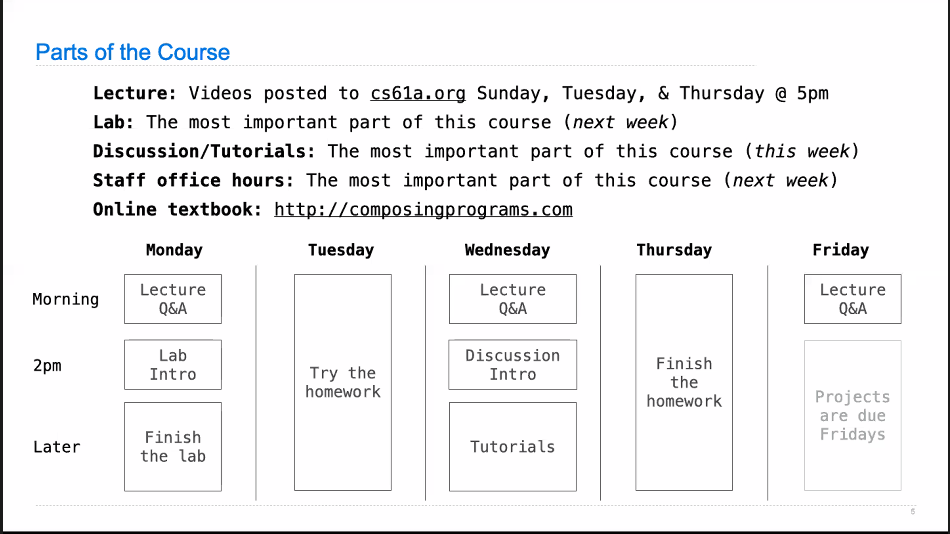 Parts of the Course
Lecture: Videos posted to cs61a.org Sunday, Tuesday, & Thursday @ 5pm
Lab: The most important part of this course (next week)
Discussion/Tutorials: The most important part of this course (this week)
Staff office hours: The most important part of this course (next week)
Online textbook: http://composingprograms.com
Monday Tuesday Wednesday Thursday Friday
Morning
Lecture
Q&A
Lecture
Q&A
Lecture
Q&A
2pm
Lab
Intro
Try the
homework
Discussion
Intro
Finish
the
homework
Projects
are due
Fridays
Later
Finish
the lab
Tutorials